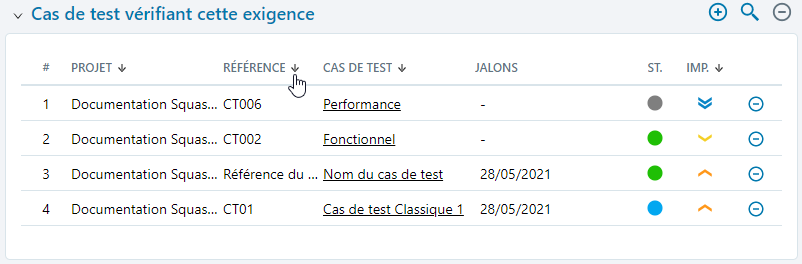 Cas de test vérifiant cette exigence
# PROJET RÉFÉRENCE CAS DE TEST JALONS ST. IMP.
1 Documentation Squas... CT006 Performance -
2 Documentation Squas... CT002 Fonctionnel -
3 Documentation Squas... Référence du ... Nom du cas de test 28/05/2021
4 Documentation Squas... CT01 Cas de test Classique 1 28/05/2021